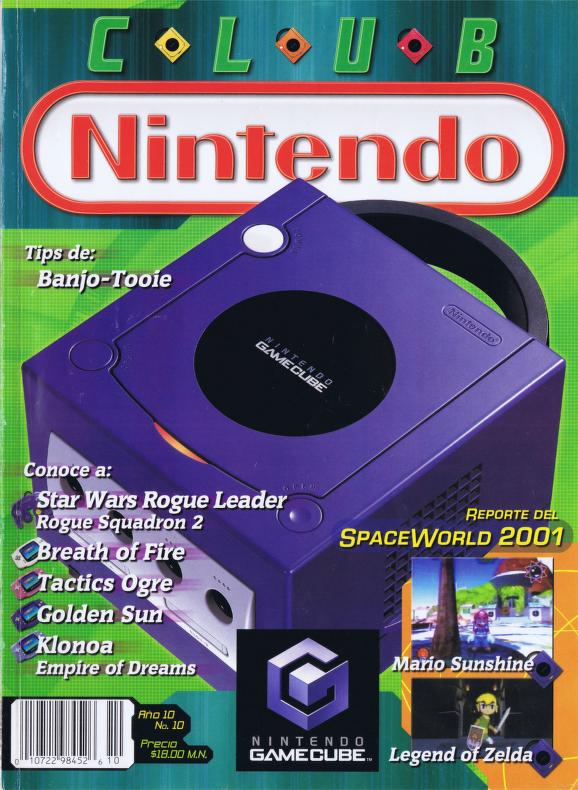 CLUB
Nintendo
Tips de:
Banjo-Tooie
Nintendo
NINTENDO
GAMECUBE
Conoce a:
Star Wars Rogue Leader
Rogue Squadron 2
Breath of Fire
Tactics Ogre
Golden Sun
Klonoa
Empire of Dreams
REPORTE DEL
SPACEWORLD 2001
Mario Sunshine
Legend of Zelda
NINTENDO
GAMECUBE™
Año 10
No. 10
Precio
$18.00 M.N.
0 10722 98452 6 10